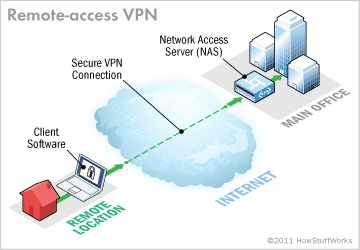 Remote-access VPN
Network Access
Server (NAS)
Secure VPN
Connection
MAIN OFFICE
Client
Software
INTERNET
REMOTE
LOCATION
©2011 HowStuffWorks